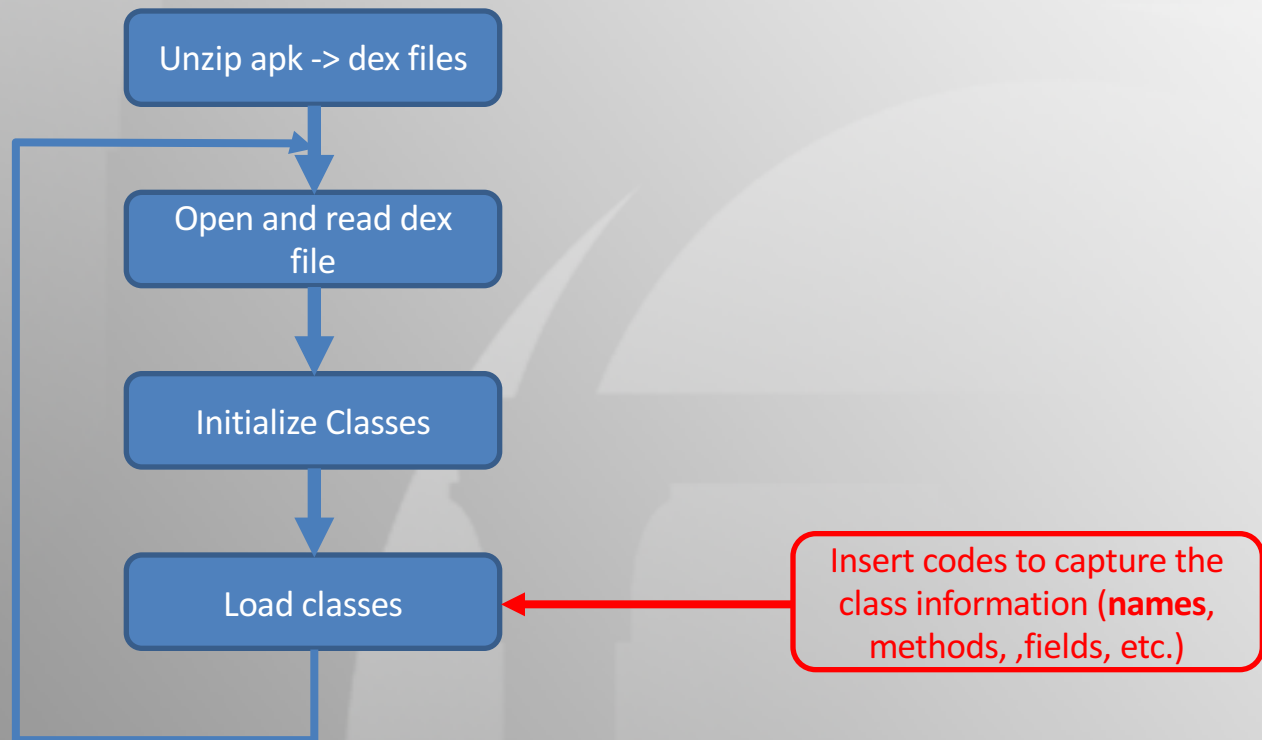 Unzip apk -> dex files
Open and read dex
file
Initialize Classes
Load classes
Insert codes to capture the
class information (names,
methods, ,fields, etc.)